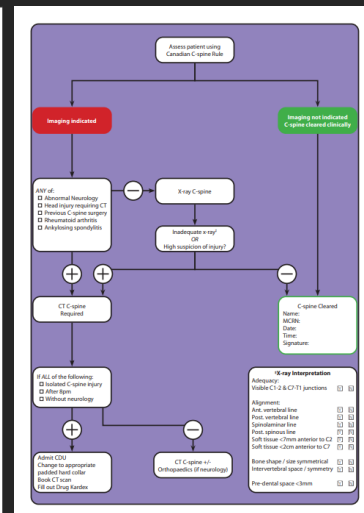 Assess patient using
Canadian C-spine Rule
Imaging indicated
Imaging not indicated
C-spine cleared clinically
ANY of:
Abnormal Neurology
Head injury requiring CT
Previous C-spine surgery
Rheumatoid arthritis
Ankylosing spondylitis
X-ray C-spine
Inadequate x-ray¹
OR
High suspicion of injury?
CT C-spine
Required
C-spine Cleared
Name:
MCRN:
Date:
Time:
Signature:
If ALL of the following:
Isolated C-spine injury
After 8pm
Without neurology
Admit CDU
Change to appropriate
padded hard collar
Book CT scan
Fill out Drug Kardex
CT C-spine +/-
Orthopaedics (if neurology)
X-ray Interpretation
Adequacy:
Visible C1-2 & C7-T1 junctions
Alignment:
Ant. vertebral line
Post. vertebral line
Spinolaminar line
Post. spinous line
Soft tissue <7mm anterior to C2
Soft tissue <2cm anterior to C7
Bone shape / size symmetrical
Intervertebral space / symmetry
Pre-dental space <3mm